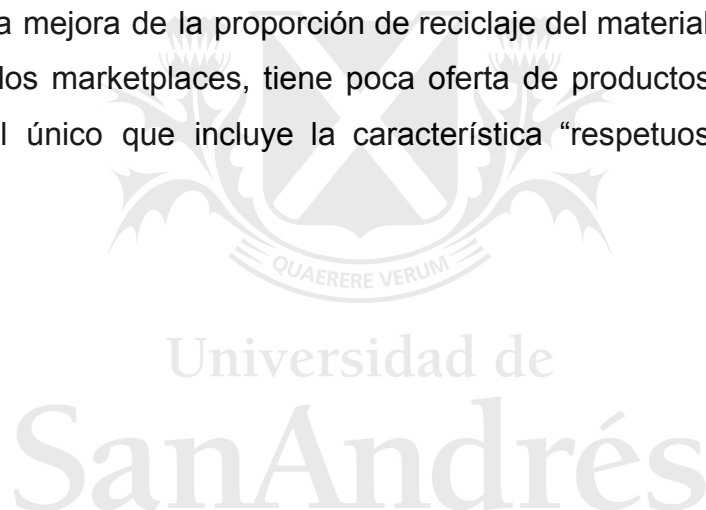 a mejora de la proporción de reciclaje del material
los marketplaces, tiene poca oferta de productos
l único que incluye la característica “respetuos
QUAERERE VERUM
Universidad de
SanAndrés